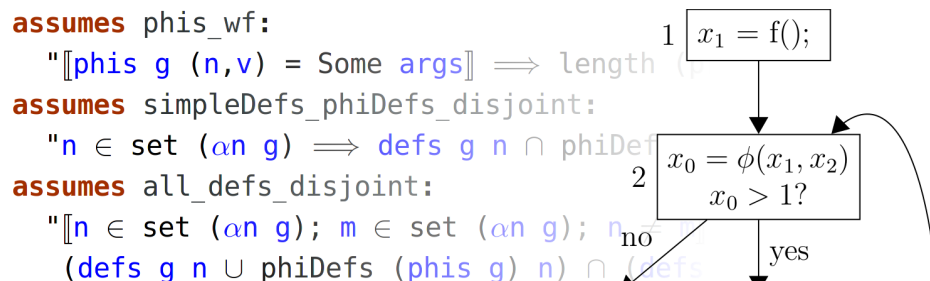 assumes phis_wf:
"⟦phis g (n,v) = Some args⟧ ⟹ length (p
assumes simpleDefs_phiDefs_disjoint:
"n ∈ set (αn g) ⟹ defs g n ∩ phiDef
assumes all_defs_disjoint:
"⟦n ∈ set (αn g); m ∈ set (αn g); n ≠
(defs g n ∪ phiDefs (phis g) n) ∩ (defs
1
x₁ = f();
2
x₀ = ϕ(x₁, x₂)
x₀ > 1?
no
yes